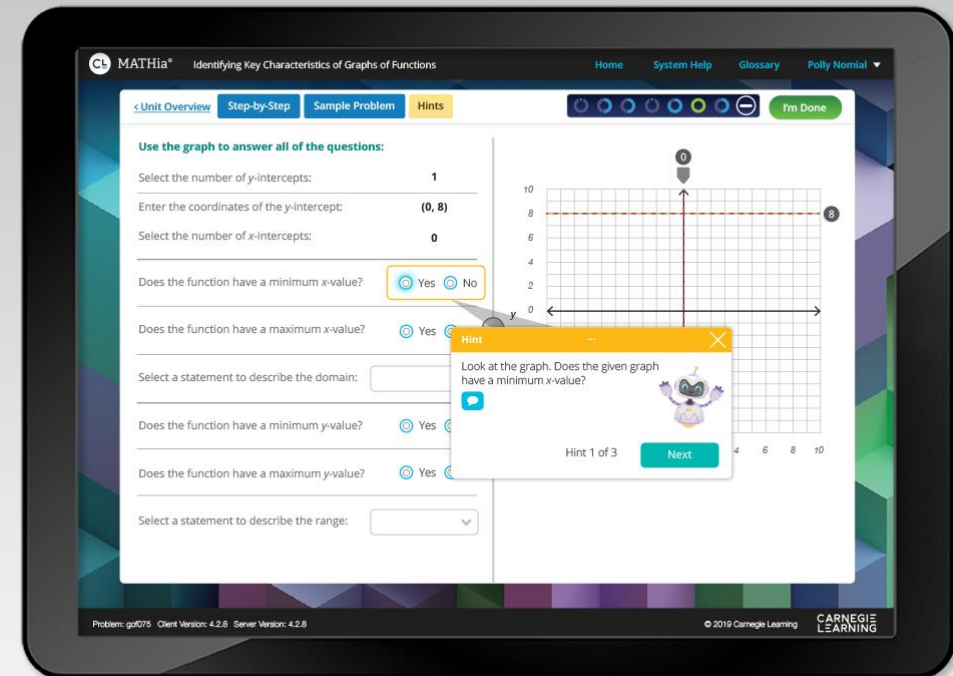 CL MATHia® Identifying Key Characteristics of Graphs of Functions Home System Help Glossary Polly Nomial
< Unit Overview Step-by-Step Sample Problem Hints I'm Done
Use the graph to answer all of the questions:
Select the number of y-intercepts: 1
Enter the coordinates of the y-intercept: (0, 8)
Select the number of x-intercepts: 0
Does the function have a minimum x-value? Yes No
Does the function have a maximum x-value? Yes
Select a statement to describe the domain:
Does the function have a minimum y-value? Yes
Does the function have a maximum y-value? Yes
Select a statement to describe the range:
0
10
8 8
6
4
2
y 0
4 6 8 10
Hint ...
Look at the graph. Does the given graph
have a minimum x-value?
Hint 1 of 3 Next
Problem: gof075 Client Version: 4.2.8 Server Version: 4.2.8 © 2019 Carnegie Learning
CARNEGIE
LEARNING